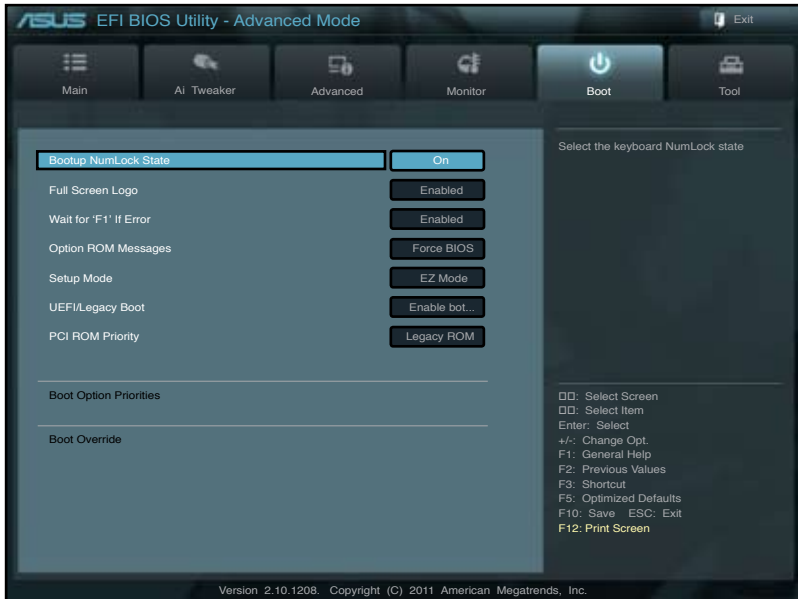 ASUS EFI BIOS Utility - Advanced Mode
Exit
Main
Ai Tweaker
Advanced
Monitor
Boot
Tool
Bootup NumLock State On
Select the keyboard NumLock state
Full Screen Logo Enabled
Wait for ‘F1’ If Error Enabled
Option ROM Messages Force BIOS
Setup Mode EZ Mode
UEFI/Legacy Boot Enable bot...
PCI ROM Priority Legacy ROM
Boot Option Priorities
Boot Override
□□: Select Screen
□□: Select Item
Enter: Select
+/-: Change Opt.
F1: General Help
F2: Previous Values
F3: Shortcut
F5: Optimized Defaults
F10: Save ESC: Exit
F12: Print Screen
Version 2.10.1208. Copyright (C) 2011 American Megatrends, Inc.